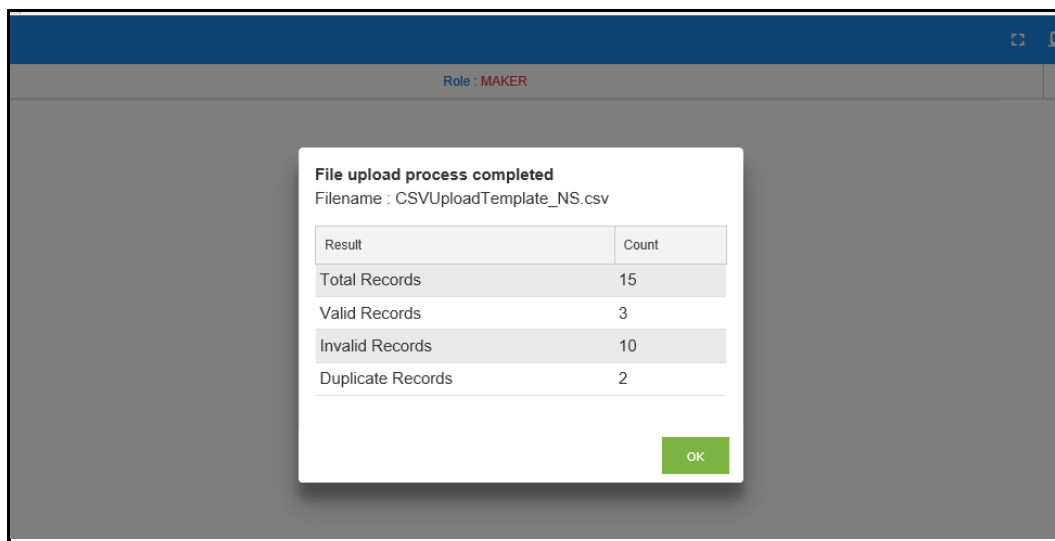 Role : MAKER
File upload process completed
Filename : CSVUploadTemplate_NS.csv
Result Count
Total Records 15
Valid Records 3
Invalid Records 10
Duplicate Records 2
OK